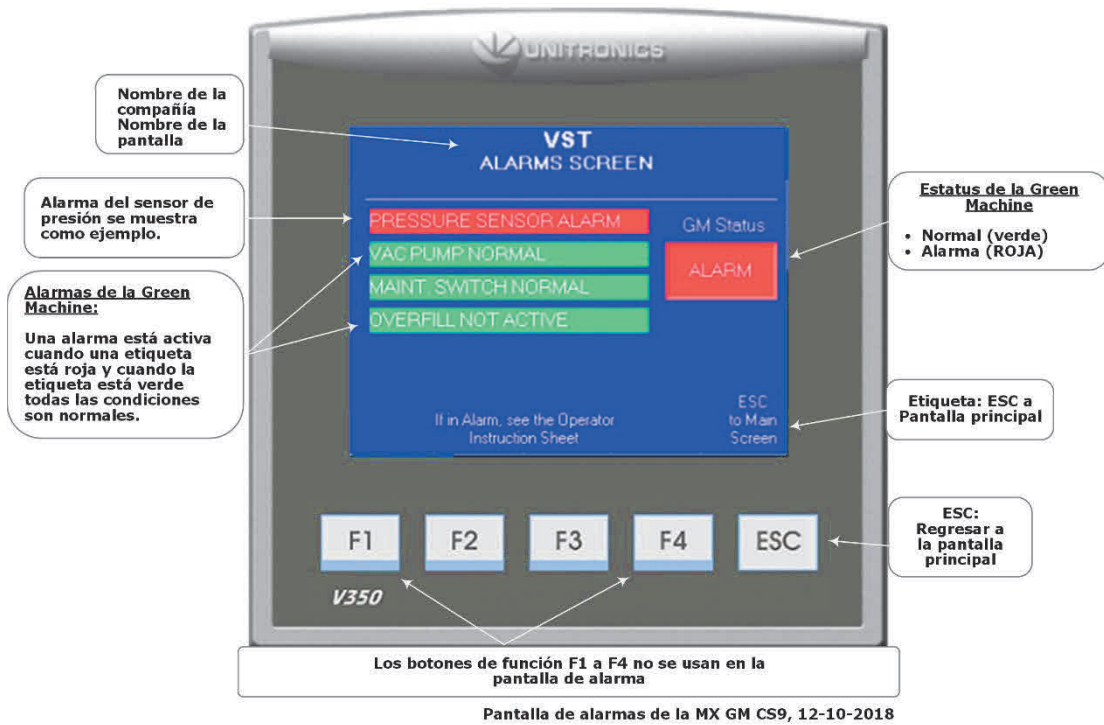 UNITRONICS
Nombre de la
compañía
Nombre de la
pantalla
VST
ALARMS SCREEN
Alarma del sensor de
presión se muestra
como ejemplo.
PRESSURE SENSOR ALARM
VAC PUMP NORMAL
MAINT. SWITCH NORMAL
OVERFILL NOT ACTIVE
GM Status
ALARM
Estatus de la Green
Machine
• Normal (verde)
• Alarma (ROJA)
Alarmas de la Green
Machine:
Una alarma está activa
cuando una etiqueta
está roja y cuando la
etiqueta está verde
todas las condiciones
son normales.
If in Alarm, see the Operator
Instruction Sheet
ESC
to Main
Screen
Etiqueta: ESC a
Pantalla principal
F1
F2
F3
F4
ESC
ESC:
Regresar a
la pantalla
principal
V350
Los botones de función F1 a F4 no se usan en la
pantalla de alarma
Pantalla de alarmas de la MX GM CS9, 12-10-2018